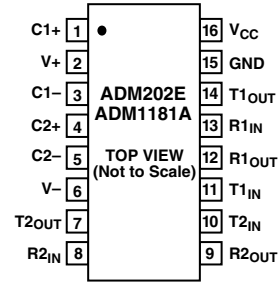 C1+ 1 16 VCC
V+ 2 15 GND
C1– 3 ADM202E 14 T1OUT
ADM1181A
C2+ 4 13 R1IN
C2– 5 TOP VIEW 12 R1OUT
(Not to Scale)
V– 6 11 T1IN
T2OUT 7 10 T2IN
R2IN 8 9 R2OUT